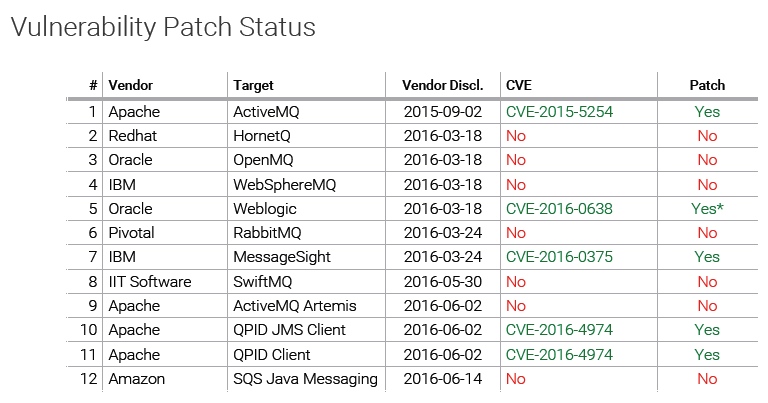 Vulnerability Patch Status
# Vendor Target Vendor Discl. CVE Patch
1 Apache ActiveMQ 2015-09-02 CVE-2015-5254 Yes
2 Redhat HornetQ 2016-03-18 No No
3 Oracle OpenMQ 2016-03-18 No No
4 IBM WebSphereMQ 2016-03-18 No No
5 Oracle Weblogic 2016-03-18 CVE-2016-0638 Yes*
6 Pivotal RabbitMQ 2016-03-24 No No
7 IBM MessageSight 2016-03-24 CVE-2016-0375 Yes
8 IIT Software SwiftMQ 2016-05-30 No No
9 Apache ActiveMQ Artemis 2016-06-02 No No
10 Apache QPID JMS Client 2016-06-02 CVE-2016-4974 Yes
11 Apache QPID Client 2016-06-02 CVE-2016-4974 Yes
12 Amazon SQS Java Messaging 2016-06-14 No No